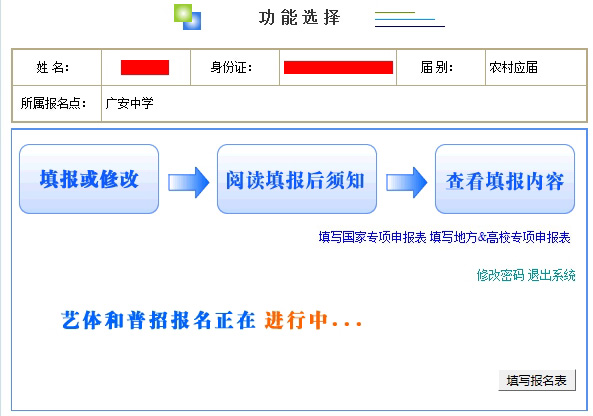 功能选择
姓 名： 身份证： 届 别： 农村应届
所属报名点： 广安中学
填报或修改 阅读填报后须知 查看填报内容
填写国家专项申报表 填写地方&高校专项申报表
修改密码 退出系统
艺体和普招报名正在 进行中...
填写报名表